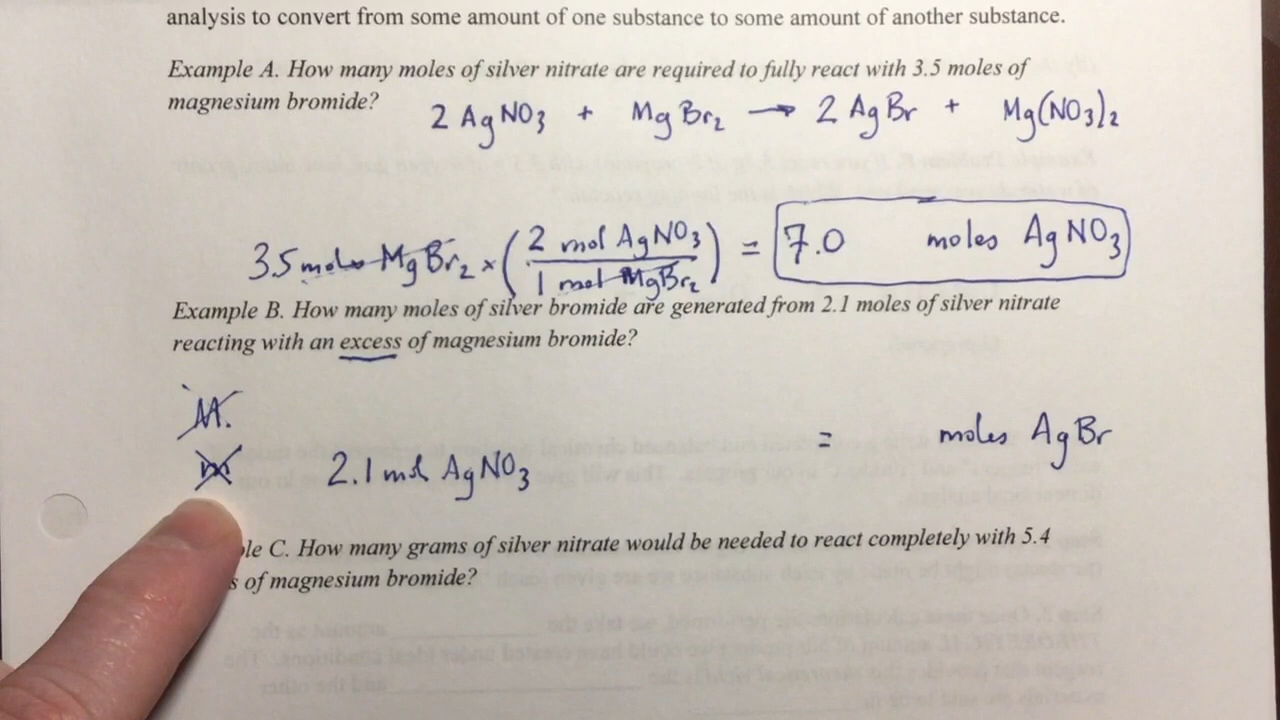 analysis to convert from some amount of one substance to some amount of another substance.
Example A. How many moles of silver nitrate are required to fully react with 3.5 moles of
magnesium bromide?
2 AgNO3 + MgBr2 → 2 AgBr + Mg(NO3)2
3.5 moles MgBr2 × (2 mol AgNO3 / 1 mol MgBr2) = 7.0 moles AgNO3
Example B. How many moles of silver bromide are generated from 2.1 moles of silver nitrate
reacting with an excess of magnesium bromide?
M.
2.1 mol AgNO3 = moles AgBr
le C. How many grams of silver nitrate would be needed to react completely with 5.4
s of magnesium bromide?